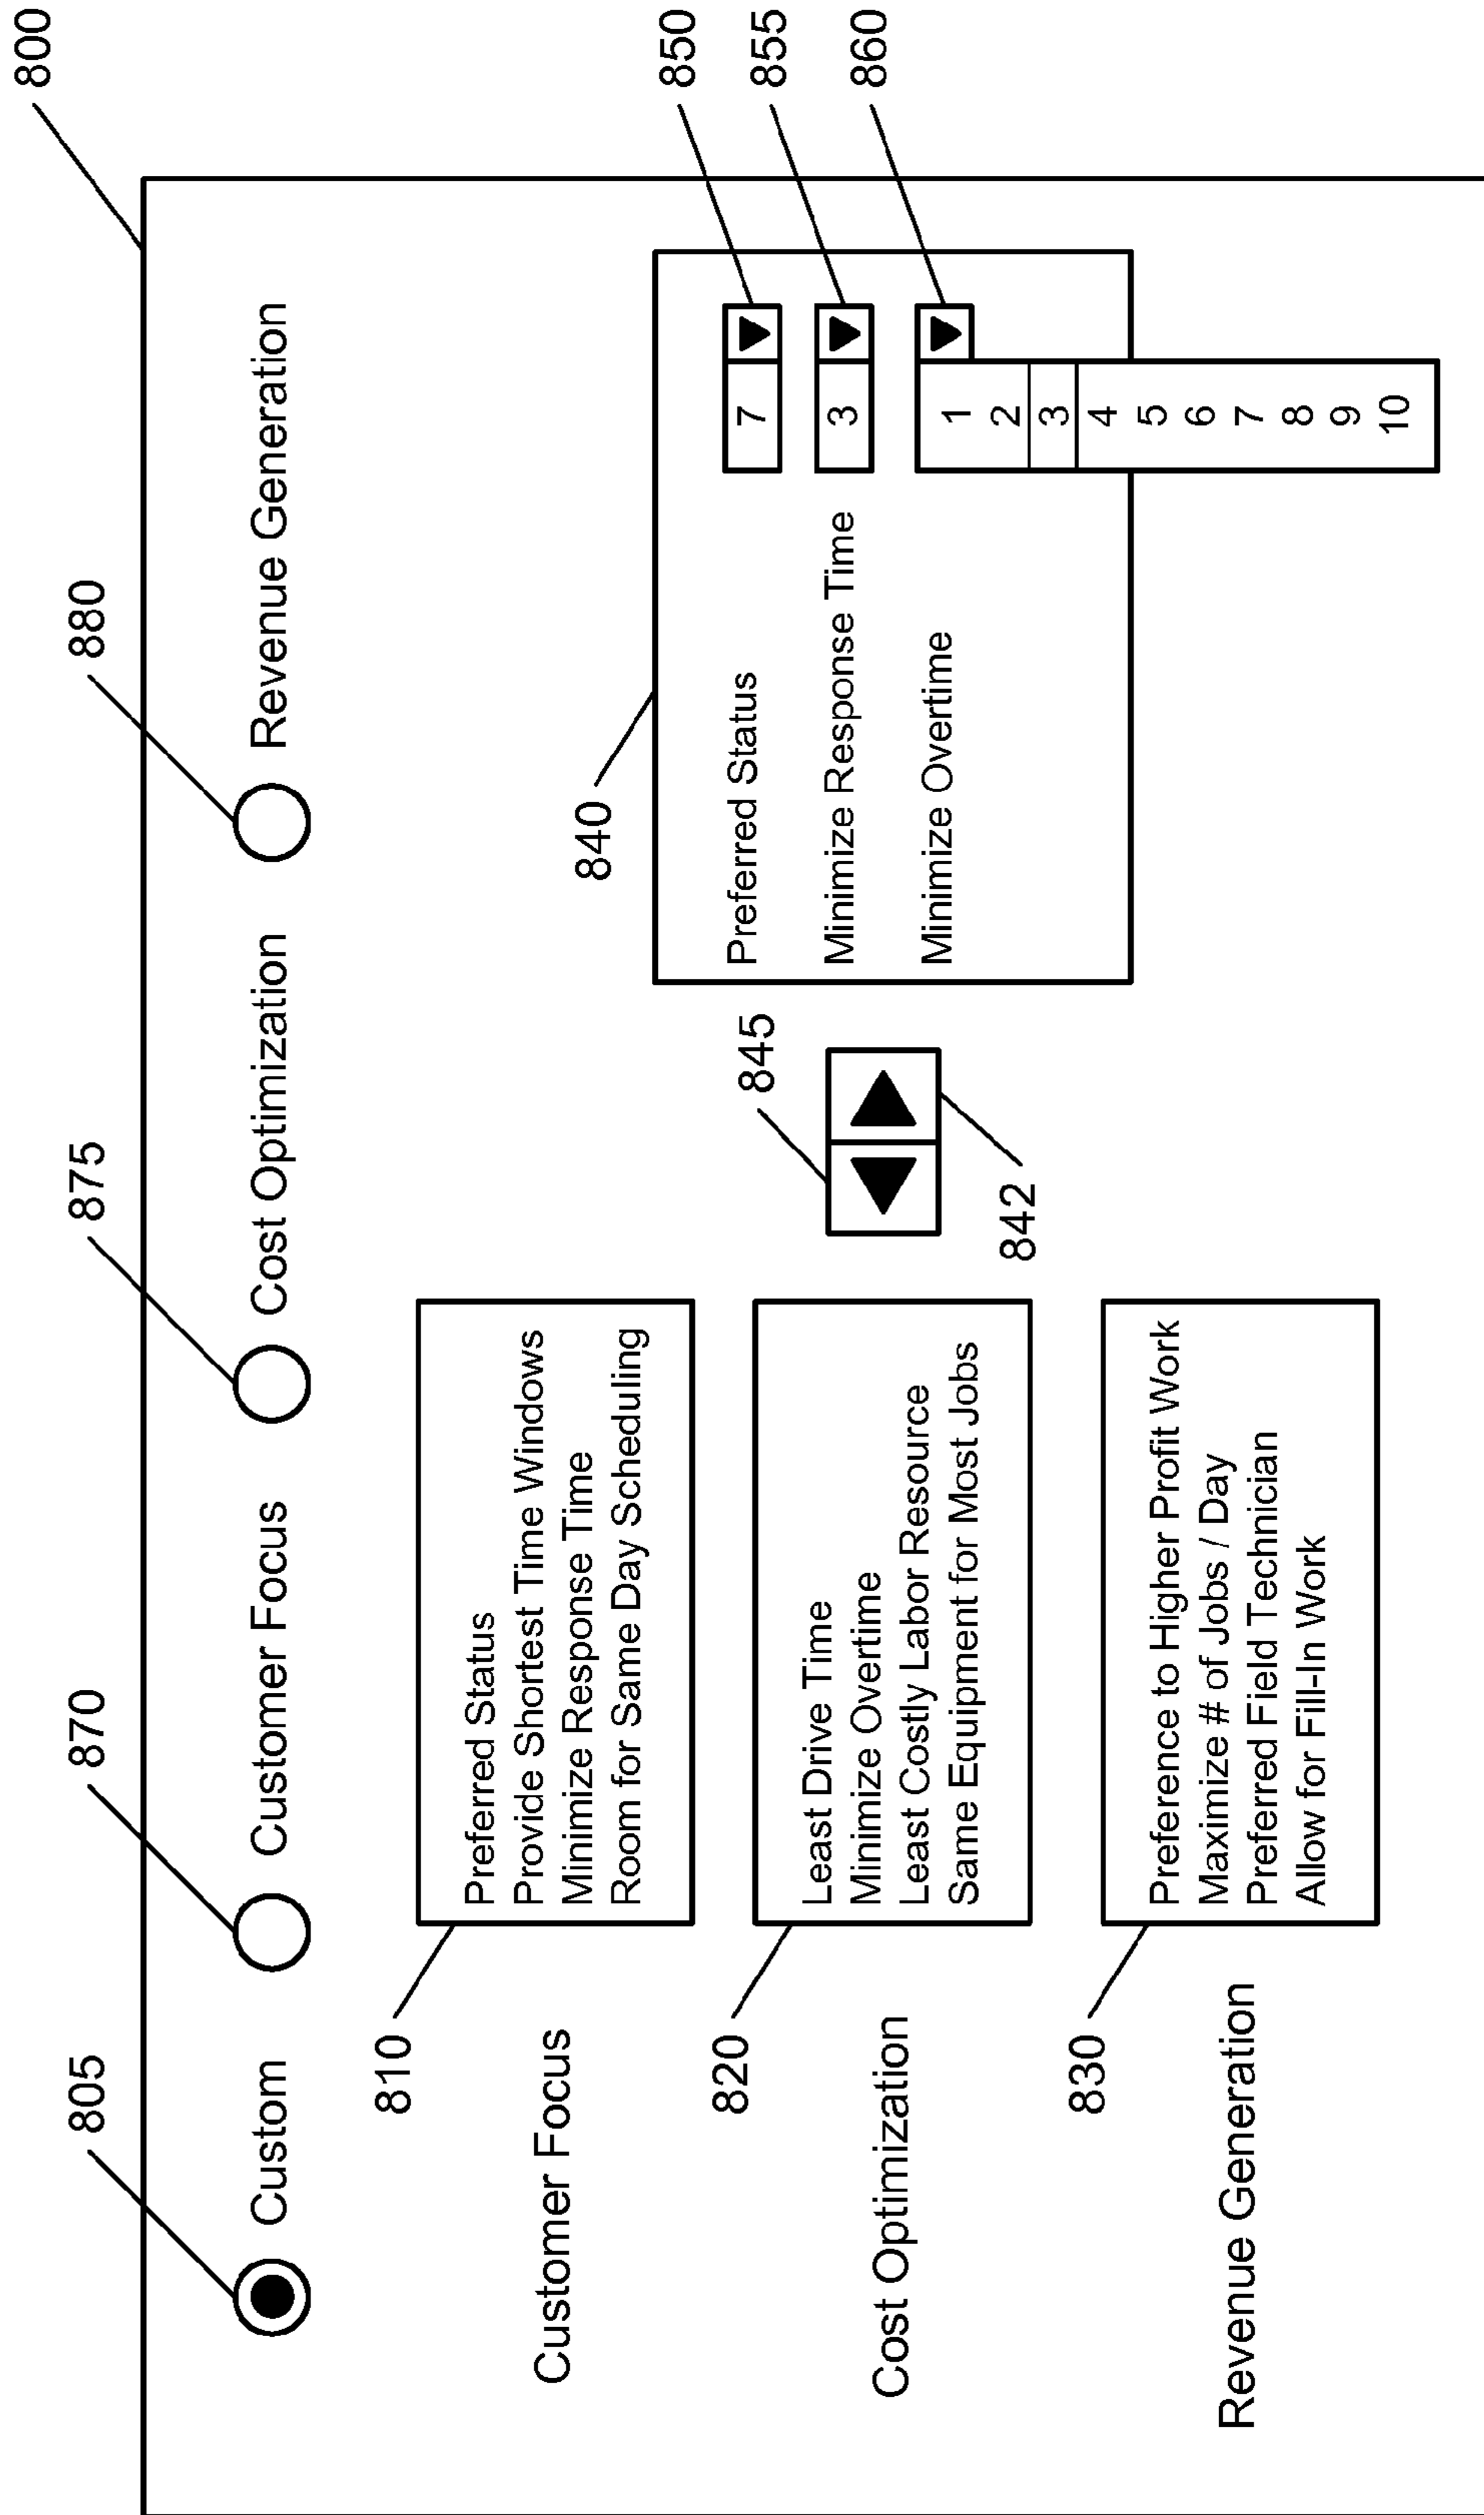 800
805
870
875
880
Custom
Customer Focus
Cost Optimization
Revenue Generation
810
Customer Focus
Preferred Status
Provide Shortest Time Windows
Minimize Response Time
Room for Same Day Scheduling
820
Cost Optimization
Least Drive Time
Minimize Overtime
Least Costly Labor Resource
Same Equipment for Most Jobs
830
Revenue Generation
Preference to Higher Profit Work
Maximize # of Jobs / Day
Preferred Field Technician
Allow for Fill-In Work
845
842
840
Preferred Status
7
850
Minimize Response Time
3
855
Minimize Overtime
860
1
2
3
4
5
6
7
8
9
10